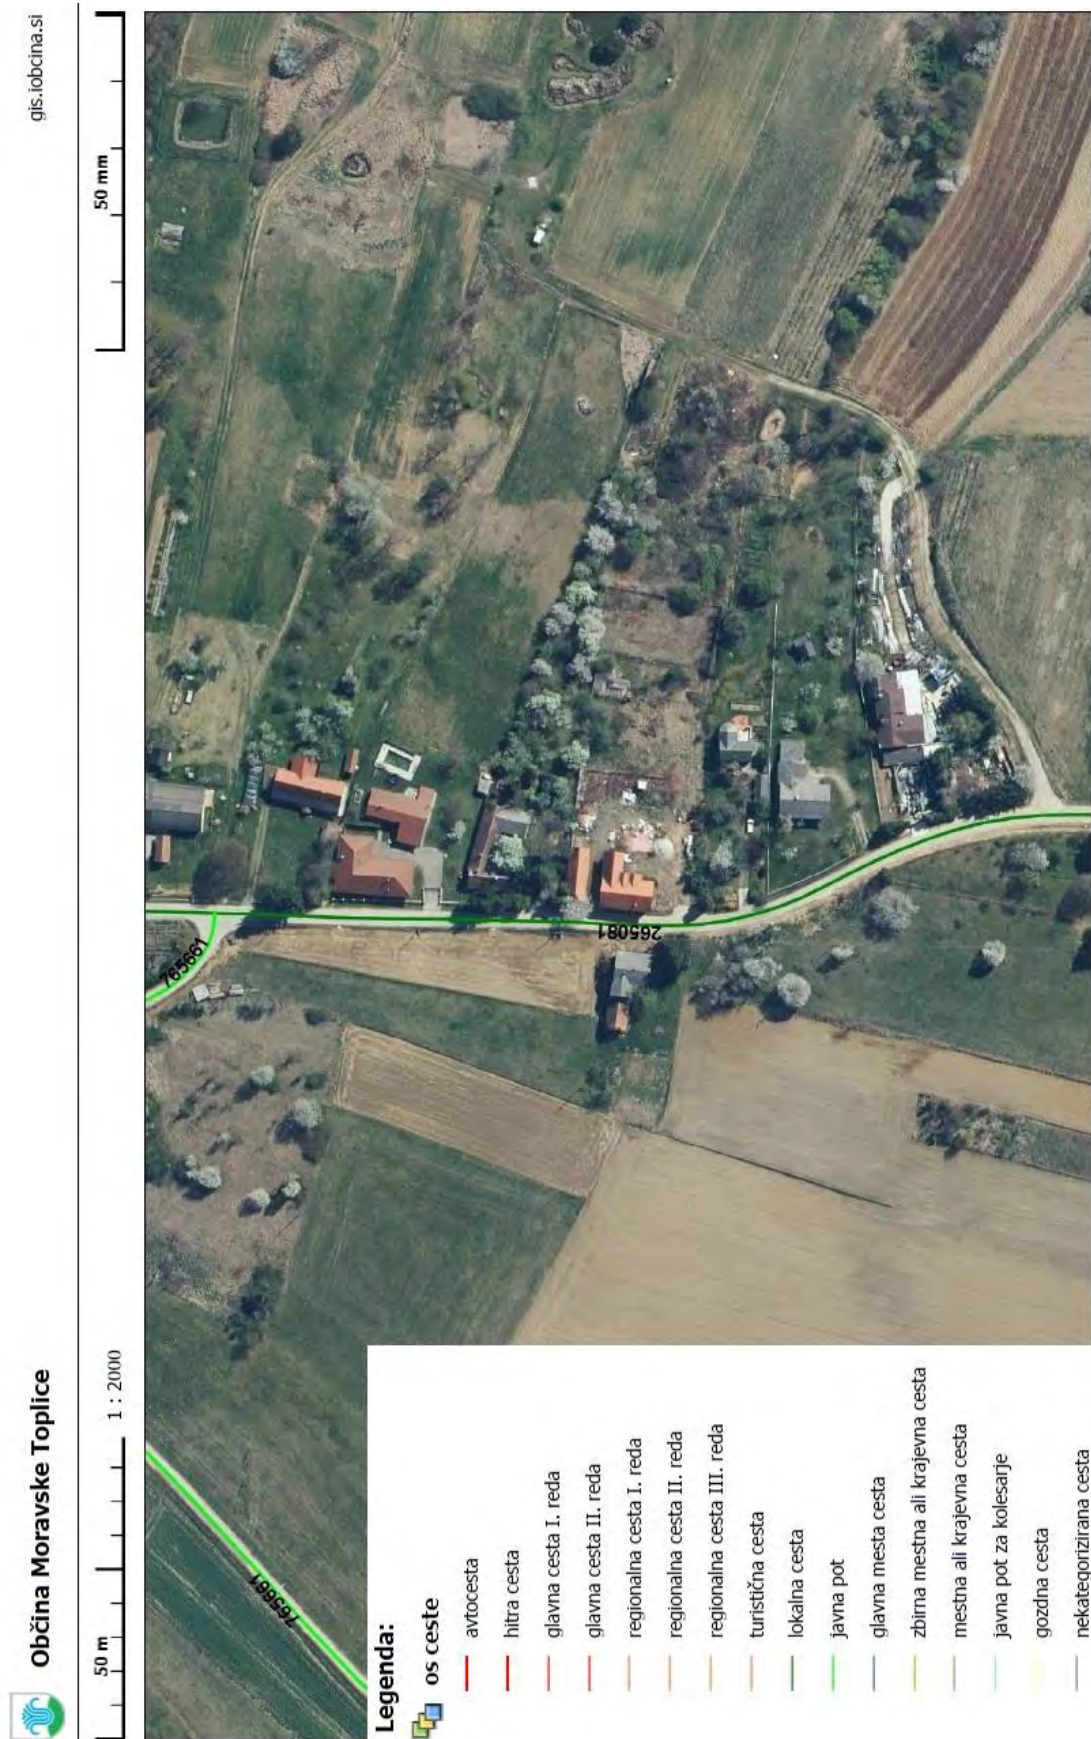 Občina Moravske Toplice
gis.iobcina.si
50 m
1 : 2000
50 mm
765661
265081
765661
Legenda:
os ceste
avtocesta
hitra cesta
glavna cesta I. reda
glavna cesta II. reda
regionalna cesta I. reda
regionalna cesta II. reda
regionalna cesta III. reda
turistična cesta
lokalna cesta
javna pot
glavna mesta cesta
zbirna mestna ali krajevna cesta
mestna ali krajevna cesta
javna pot za kolesarje
gozdna cesta
nekategorizirana cesta